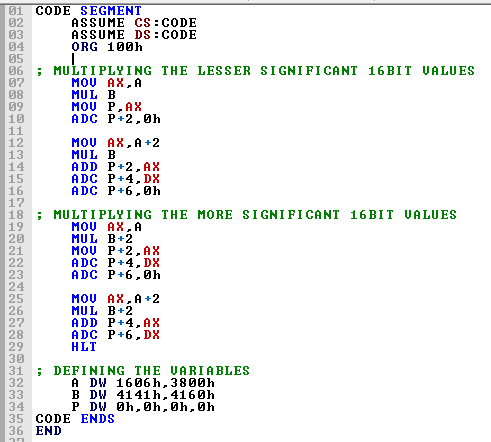 01 CODE SEGMENT
02 ASSUME CS:CODE
03 ASSUME DS:CODE
04 ORG 100h
05
06 ; MULTIPLYING THE LESSER SIGNIFICANT 16BIT VALUES
07 MOV AX,A
08 MUL B
09 MOV P,AX
10 ADC P+2,0h
11
12 MOV AX,A+2
13 MUL B
14 ADD P+2,AX
15 ADC P+4,DX
16 ADC P+6,0h
17
18 ; MULTIPLYING THE MORE SIGNIFICANT 16BIT VALUES
19 MOV AX,A
20 MUL B+2
21 MOV P+2,AX
22 ADC P+4,DX
23 ADC P+6,0h
24
25 MOV AX,A+2
26 MUL B+2
27 ADD P+4,AX
28 ADC P+6,DX
29 HLT
30
31 ; DEFINING THE VARIABLES
32 A DW 1606h,3800h
33 B DW 4141h,4160h
34 P DW 0h,0h,0h,0h
35 CODE ENDS
36 END